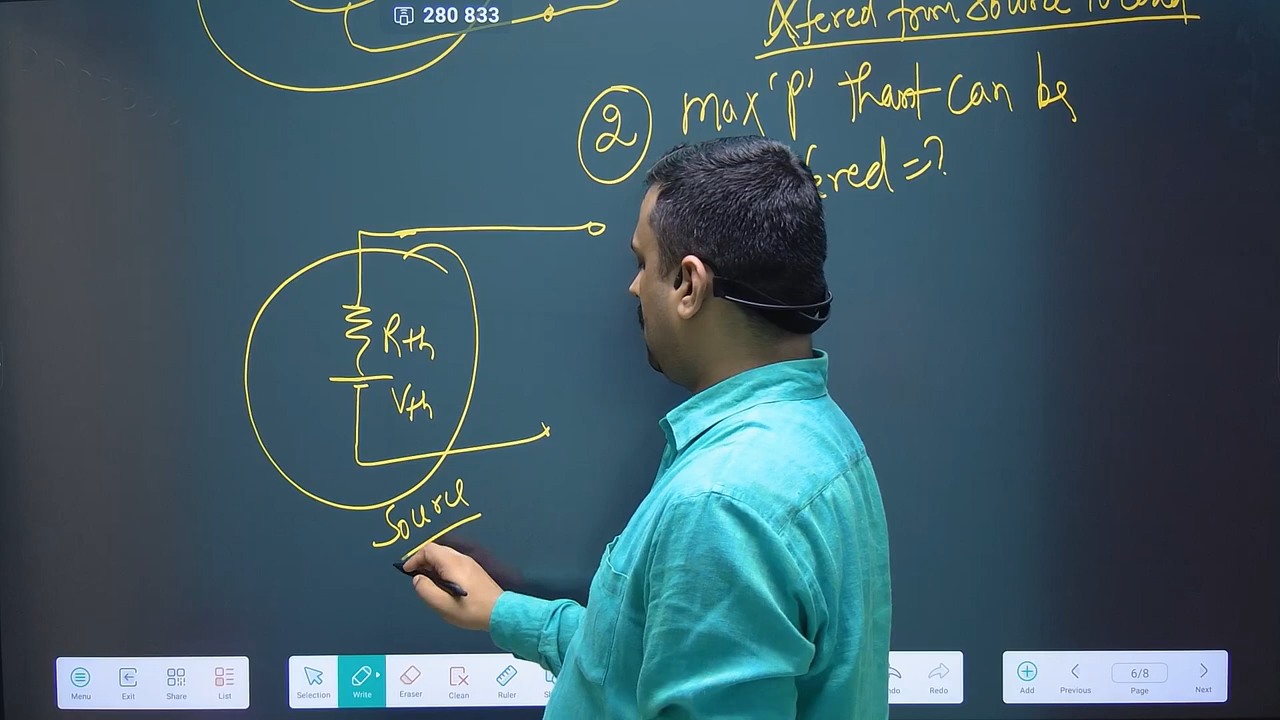 280 833
Xfered from source to load
② max 'P' that can be
fered =?
Rth
Vth
Source
Menu Exit Share List Selection Write Eraser Clean Ruler Redo Add Previous 6/8 Page Next